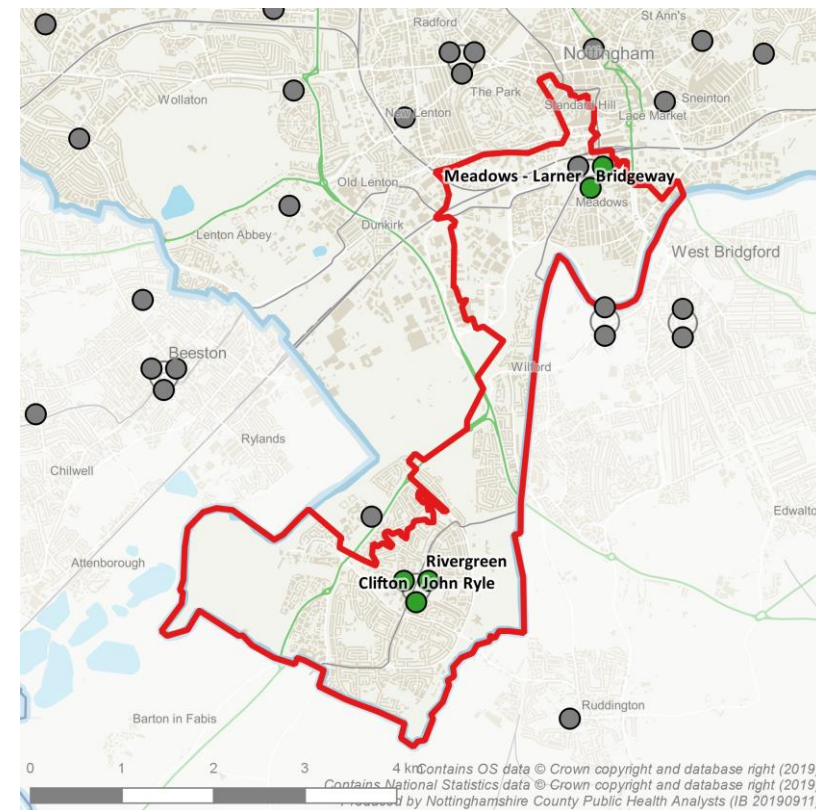 Radford
St Ann's
Nottingham
Wollaton
The Park
Standard Hill
Sneinton
New Lenton
Lace Market
Old Lenton
Meadows - Larner
Bridgeway
Meadows
Dunkirk
Lenton Abbey
West Bridgford
Beeston
Wilford
Rylands
Chilwell
Edwalto
Attenborough
Rivergreen
Clifton
John Ryle
Ruddington
Barton in Fabis
0 1 2 3 4 km
Contains OS data © Crown copyright and database right (2019)
Contains National Statistics data © Crown copyright and database right (2019)
Produced by Nottinghamshire County Public Health Analysts (DB 20190911)